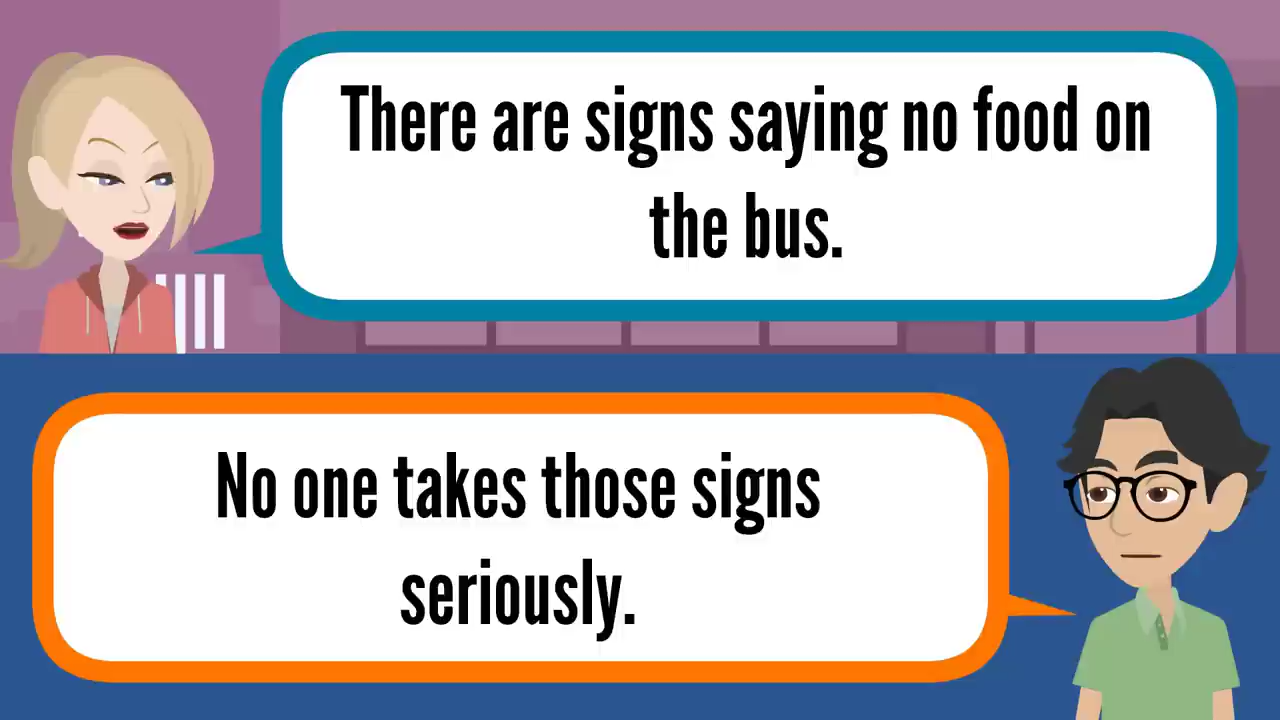 There are signs saying no food on
the bus.
No one takes those signs
seriously.